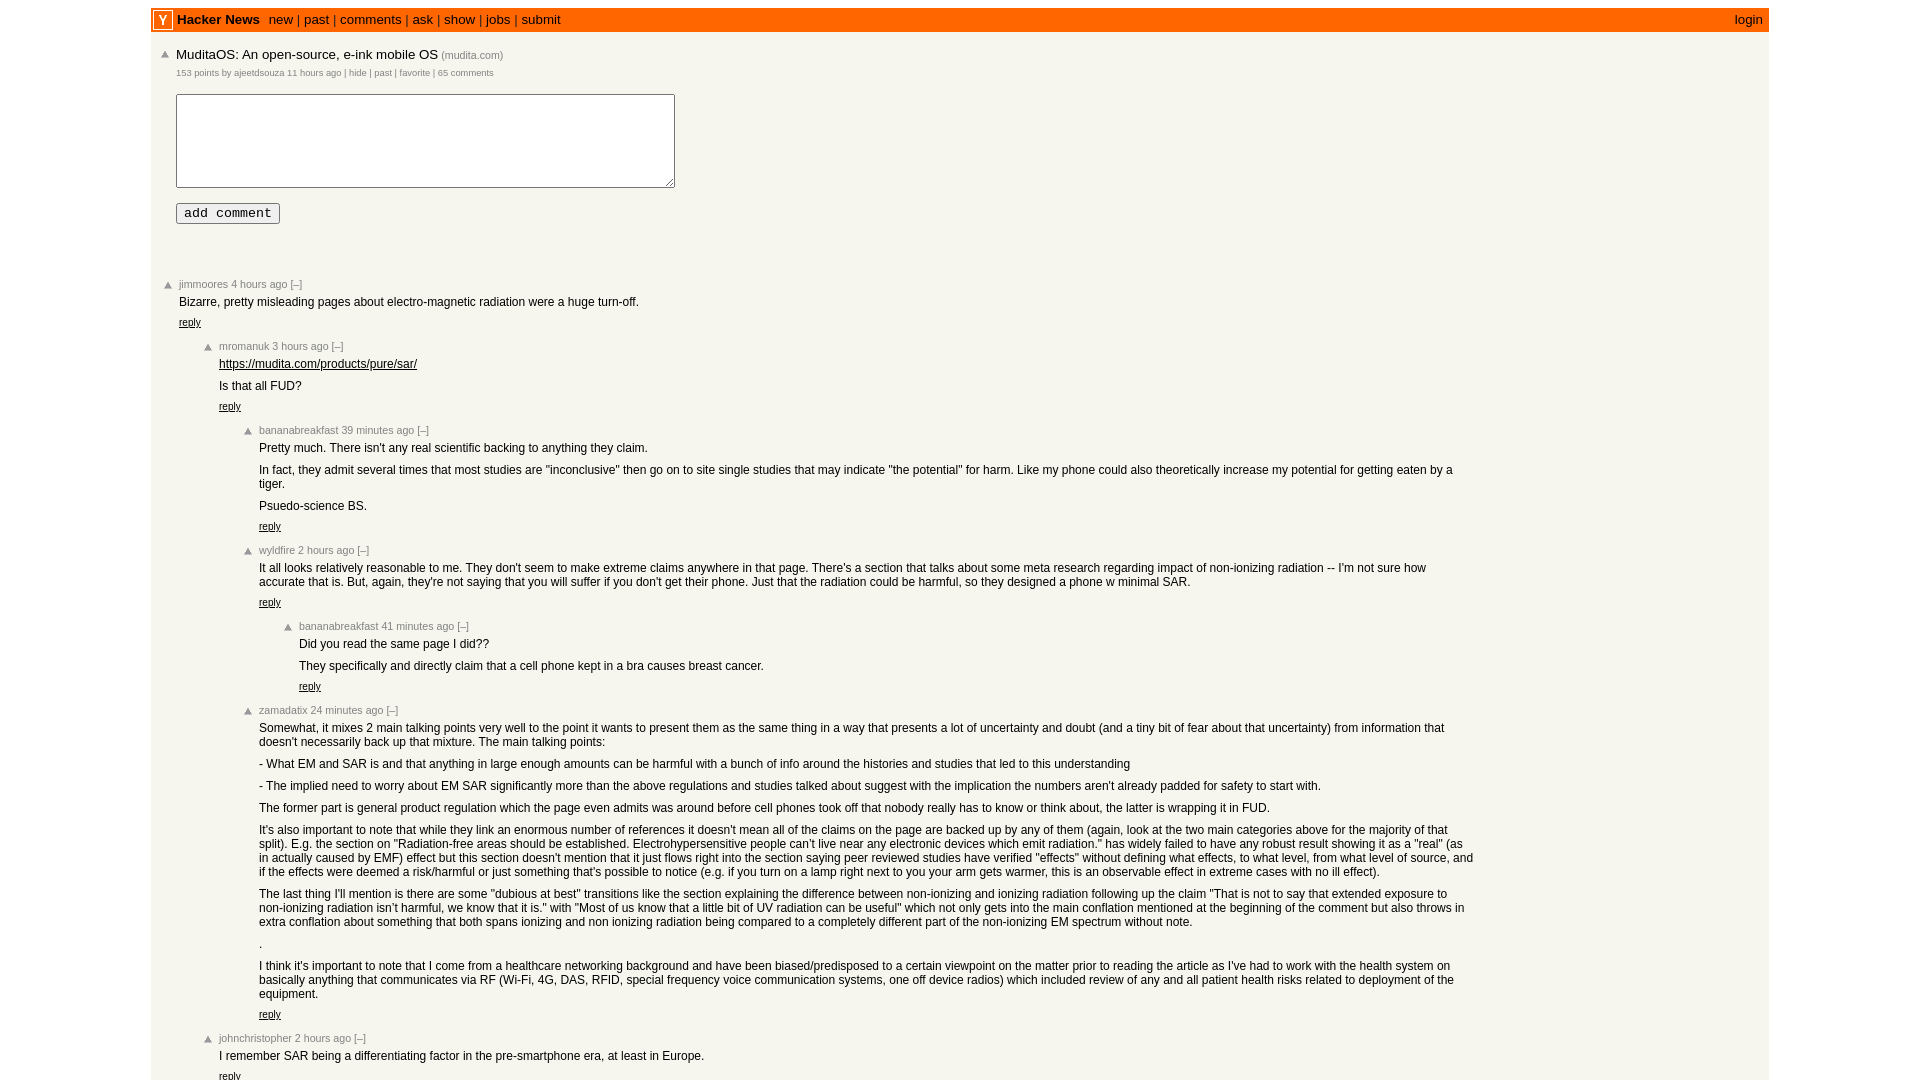 Y Hacker News new | past | comments | ask | show | jobs | submit login
MuditaOS: An open-source, e-ink mobile OS (mudita.com)
153 points by ajeetdsouza 11 hours ago | hide | past | favorite | 65 comments
add comment
jimmoores 4 hours ago [–]
Bizarre, pretty misleading pages about electro-magnetic radiation were a huge turn-off.
reply
mromanuk 3 hours ago [–]
https://mudita.com/products/pure/sar/
Is that all FUD?
reply
bananabreakfast 39 minutes ago [–]
Pretty much. There isn't any real scientific backing to anything they claim.
In fact, they admit several times that most studies are "inconclusive" then go on to site single studies that may indicate "the potential" for harm. Like my phone could also theoretically increase my potential for getting eaten by a
tiger.
Psuedo-science BS.
reply
wyldfire 2 hours ago [–]
It all looks relatively reasonable to me. They don't seem to make extreme claims anywhere in that page. There's a section that talks about some meta research regarding impact of non-ionizing radiation -- I'm not sure how
accurate that is. But, again, they're not saying that you will suffer if you don't get their phone. Just that the radiation could be harmful, so they designed a phone w minimal SAR.
reply
bananabreakfast 41 minutes ago [–]
Did you read the same page I did??
They specifically and directly claim that a cell phone kept in a bra causes breast cancer.
reply
zamadatix 24 minutes ago [–]
Somewhat, it mixes 2 main talking points very well to the point it wants to present them as the same thing in a way that presents a lot of uncertainty and doubt (and a tiny bit of fear about that uncertainty) from information that
doesn't necessarily back up that mixture. The main talking points:
- What EM and SAR is and that anything in large enough amounts can be harmful with a bunch of info around the histories and studies that led to this understanding
- The implied need to worry about EM SAR significantly more than the above regulations and studies talked about suggest with the implication the numbers aren't already padded for safety to start with.
The former part is general product regulation which the page even admits was around before cell phones took off that nobody really has to know or think about, the latter is wrapping it in FUD.
It's also important to note that while they link an enormous number of references it doesn't mean all of the claims on the page are backed up by any of them (again, look at the two main categories above for the majority of that
split). E.g. the section on "Radiation-free areas should be established. Electrohypersensitive people can’t live near any electronic devices which emit radiation." has widely failed to have any robust result showing it as a "real" (as
in actually caused by EMF) effect but this section doesn't mention that it just flows right into the section saying peer reviewed studies have verified "effects" without defining what effects, to what level, from what level of source, and
if the effects were deemed a risk/harmful or just something that's possible to notice (e.g. if you turn on a lamp right next to you your arm gets warmer, this is an observable effect in extreme cases with no ill effect).
The last thing I'll mention is there are some "dubious at best" transitions like the section explaining the difference between non-ionizing and ionizing radiation following up the claim "That is not to say that extended exposure to
non-ionizing radiation isn’t harmful, we know that it is." with "Most of us know that a little bit of UV radiation can be useful" which not only gets into the main conflation mentioned at the beginning of the comment but also throws in
extra conflation about something that both spans ionizing and non ionizing radiation being compared to a completely different part of the non-ionizing EM spectrum without note.
.
I think it's important to note that I come from a healthcare networking background and have been biased/predisposed to a certain viewpoint on the matter prior to reading the article as I've had to work with the health system on
basically anything that communicates via RF (Wi-Fi, 4G, DAS, RFID, special frequency voice communication systems, one off device radios) which included review of any and all patient health risks related to deployment of the
equipment.
reply
johnchristopher 2 hours ago [–]
I remember SAR being a differentiating factor in the pre-smartphone era, at least in Europe.
reply